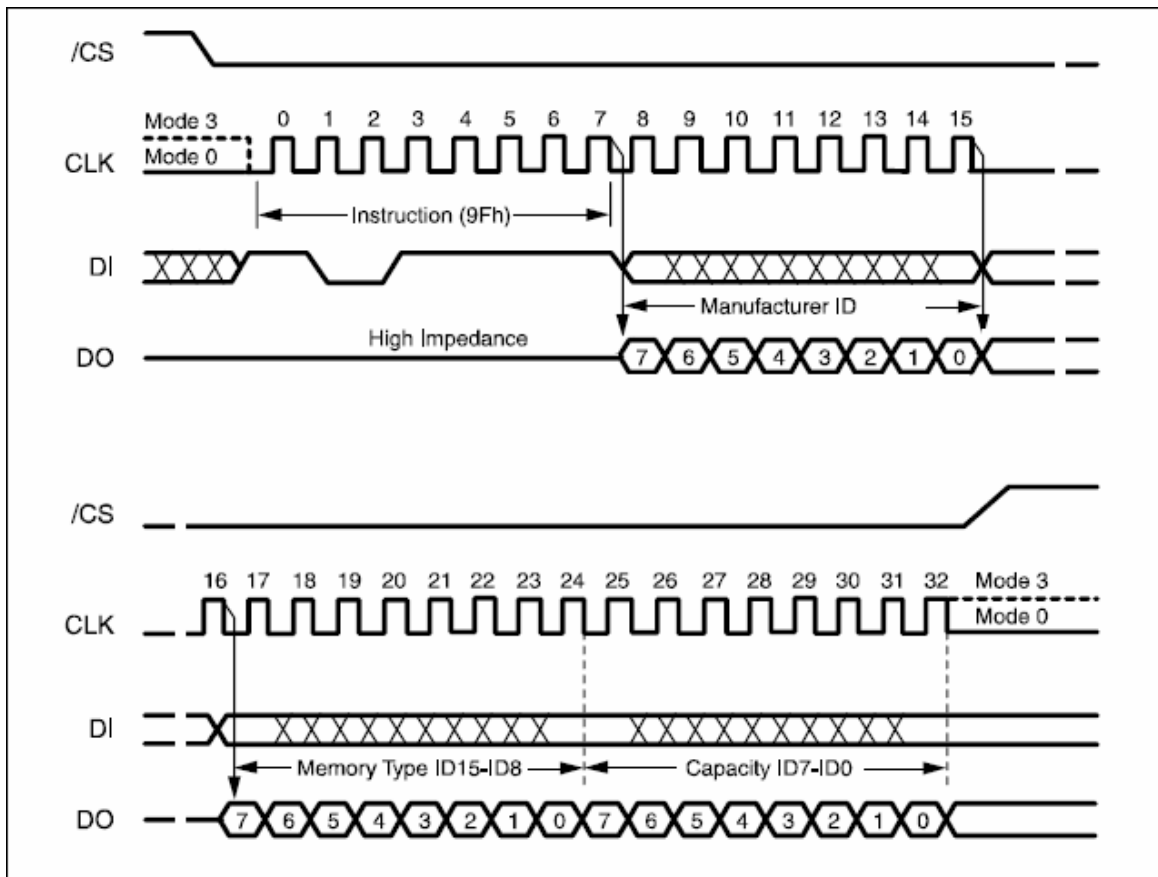 /CS
0 1 2 3 4 5 6 7 8 9 10 11 12 13 14 15
Mode 3
Mode 0
CLK
Instruction (9Fh)
DI
Manufacturer ID
High Impedance
DO
7 6 5 4 3 2 1 0
/CS
16 17 18 19 20 21 22 23 24 25 26 27 28 29 30 31 32
Mode 3
Mode 0
CLK
DI
Memory Type ID15-ID8
Capacity ID7-ID0
DO
7 6 5 4 3 2 1 0 7 6 5 4 3 2 1 0